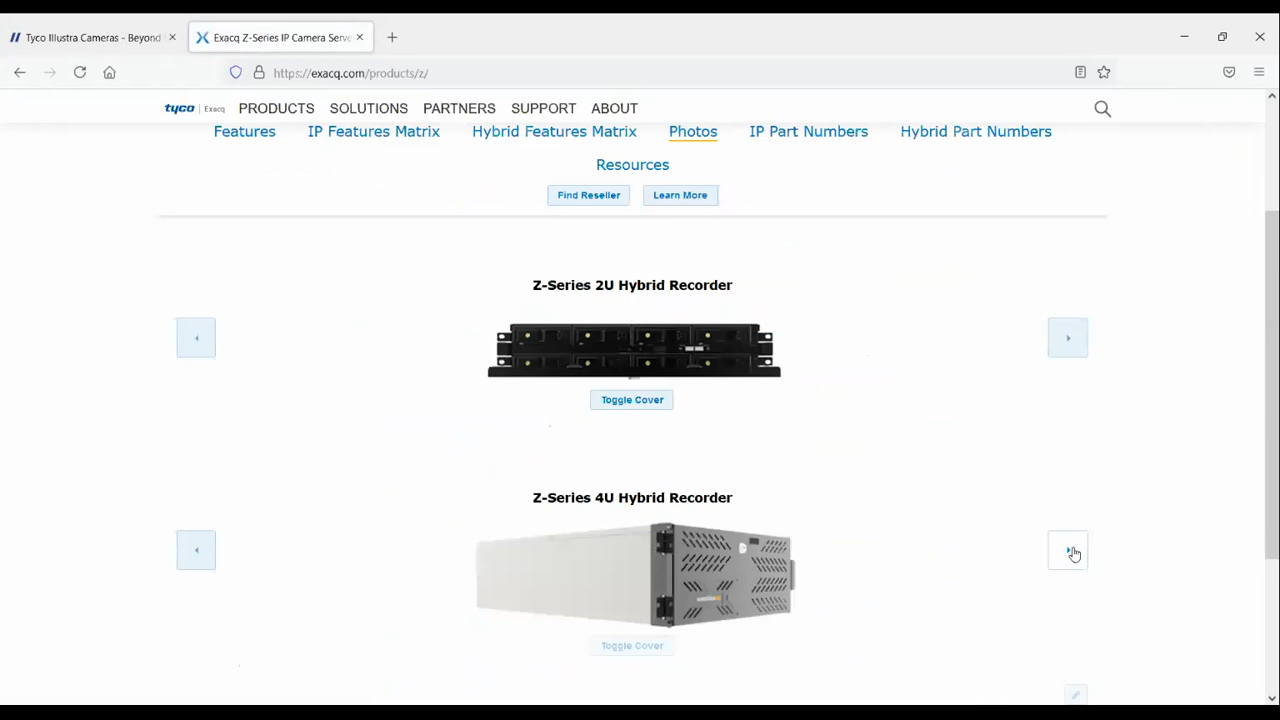 Tyco Illustra Cameras - Beyond
Exacq Z-Series IP Camera Serve
https://exacq.com/products/z/
tyco | Exacq PRODUCTS SOLUTIONS PARTNERS SUPPORT ABOUT
Features IP Features Matrix Hybrid Features Matrix Photos IP Part Numbers Hybrid Part Numbers
Resources
Find Reseller Learn More
Z-Series 2U Hybrid Recorder
Toggle Cover
Z-Series 4U Hybrid Recorder
Toggle Cover